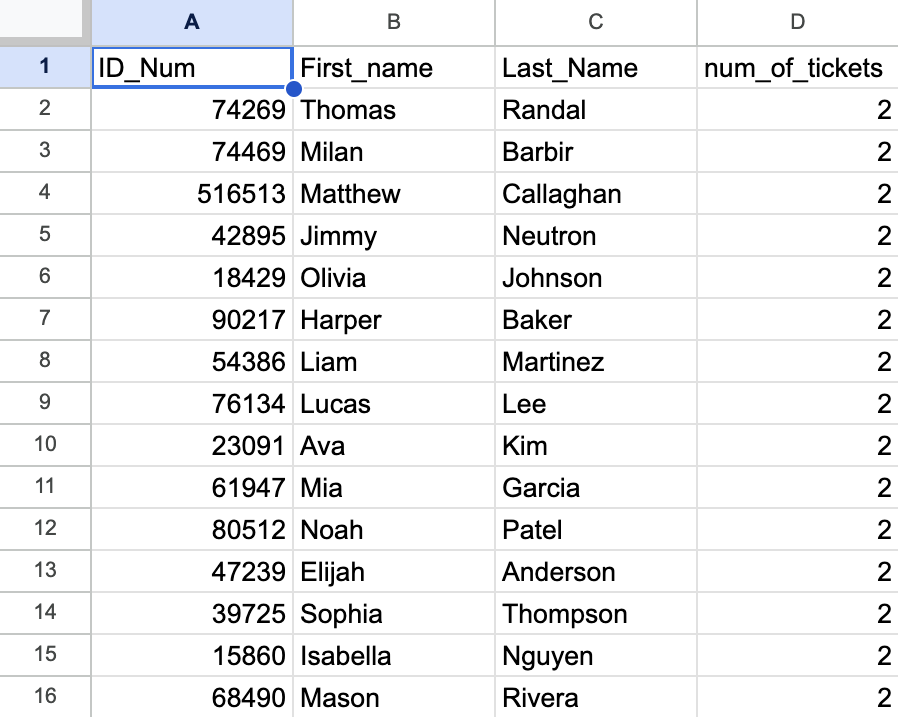 A B C D
1 ID_Num First_name Last_Name num_of_tickets
2 74269 Thomas Randal 2
3 74469 Milan Barbir 2
4 516513 Matthew Callaghan 2
5 42895 Jimmy Neutron 2
6 18429 Olivia Johnson 2
7 90217 Harper Baker 2
8 54386 Liam Martinez 2
9 76134 Lucas Lee 2
10 23091 Ava Kim 2
11 61947 Mia Garcia 2
12 80512 Noah Patel 2
13 47239 Elijah Anderson 2
14 39725 Sophia Thompson 2
15 15860 Isabella Nguyen 2
16 68490 Mason Rivera 2